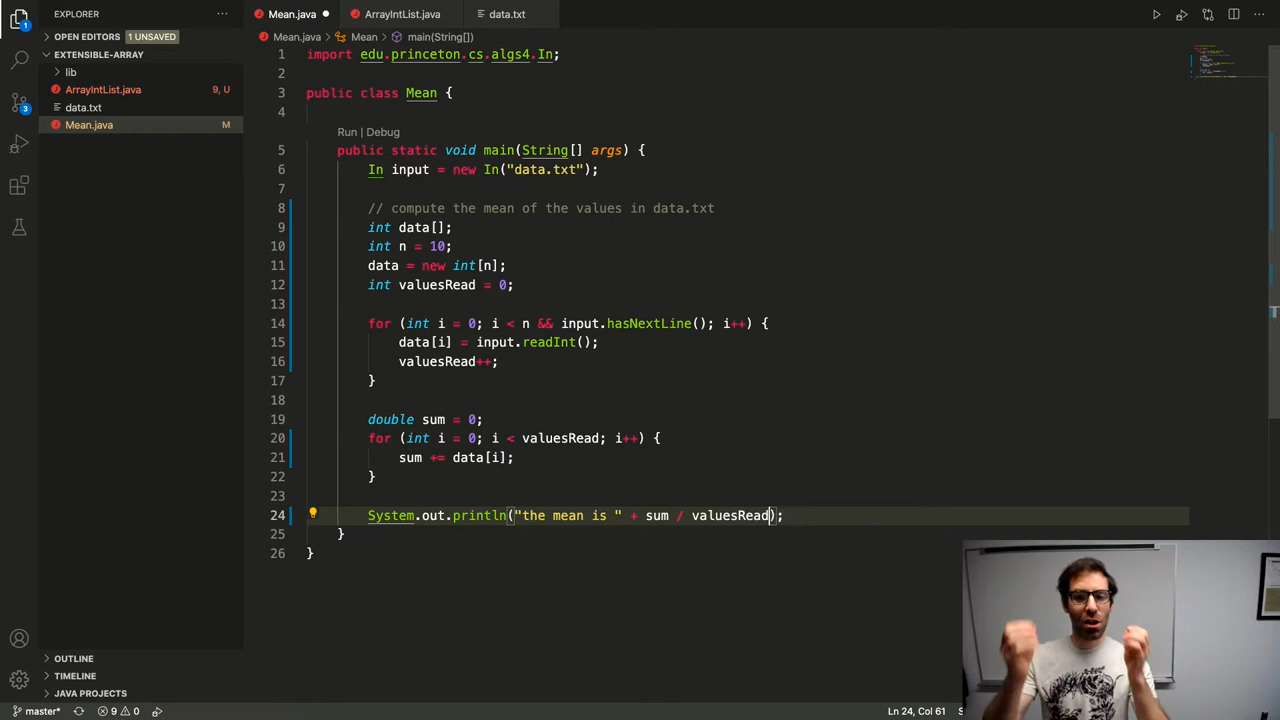 EXPLORER
OPEN EDITORS 1 UNSAVED
EXTENSIBLE-ARRAY
lib
ArrayIntList.java 9, U
data.txt
Mean.java M
OUTLINE
TIMELINE
JAVA PROJECTS
Mean.java ArrayIntList.java data.txt
Mean.java > Mean > main(String[])
1 import edu.princeton.cs.algs4.In;
2
3 public class Mean {
4
Run | Debug
5 public static void main(String[] args) {
6 In input = new In("data.txt");
7
8 // compute the mean of the values in data.txt
9 int data[];
10 int n = 10;
11 data = new int[n];
12 int valuesRead = 0;
13
14 for (int i = 0; i < n && input.hasNextLine(); i++) {
15 data[i] = input.readInt();
16 valuesRead++;
17 }
18
19 double sum = 0;
20 for (int i = 0; i < valuesRead; i++) {
21 sum += data[i];
22 }
23
24 System.out.println("the mean is " + sum / valuesRead);
25 }
26 }
1
3
master* 9 0 Ln 24, Col 61